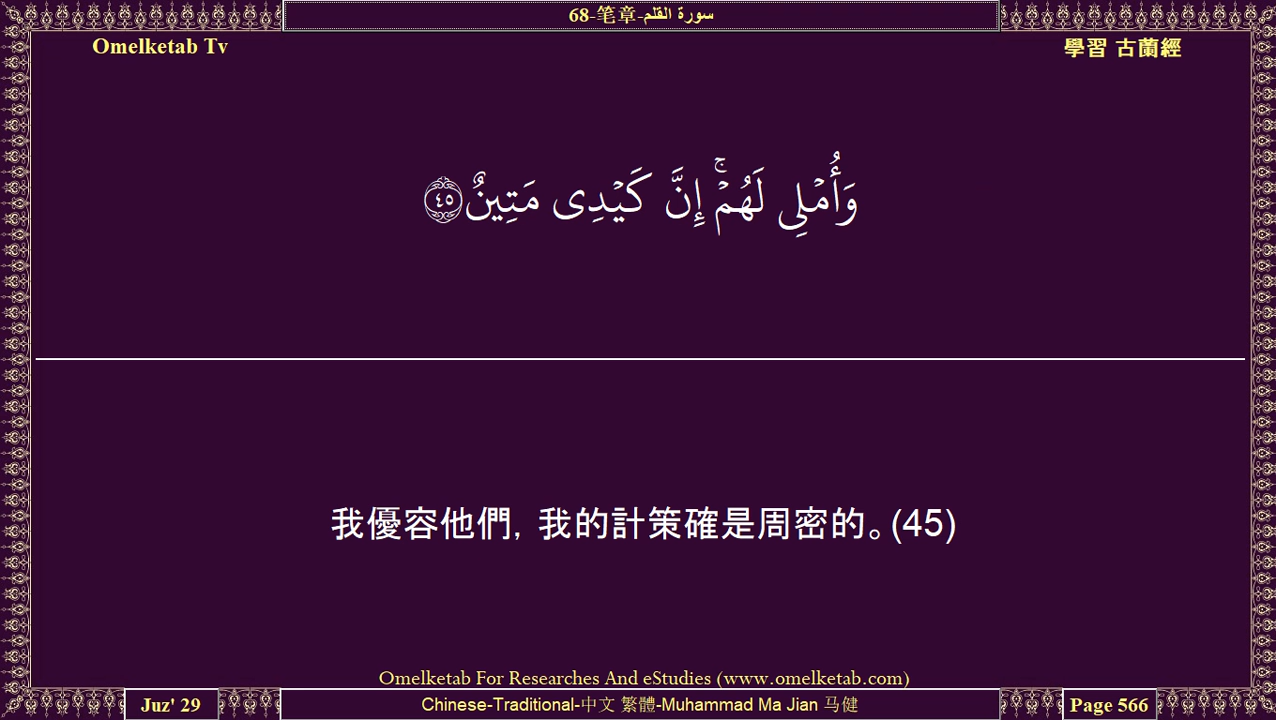 68-笔章-سورة القلم
Omelketab Tv
學習 古蘭經
وَأُمۡلِی لَهُمۡۚ إِنَّ كَیۡدِی مَتِینٌ ٤٥
我優容他們，我的計策確是周密的。(45)
Omelketab For Researches And eStudies (www.omelketab.com)
Juz' 29
Chinese-Traditional-中文 繁體-Muhammad Ma Jian 马健
Page 566